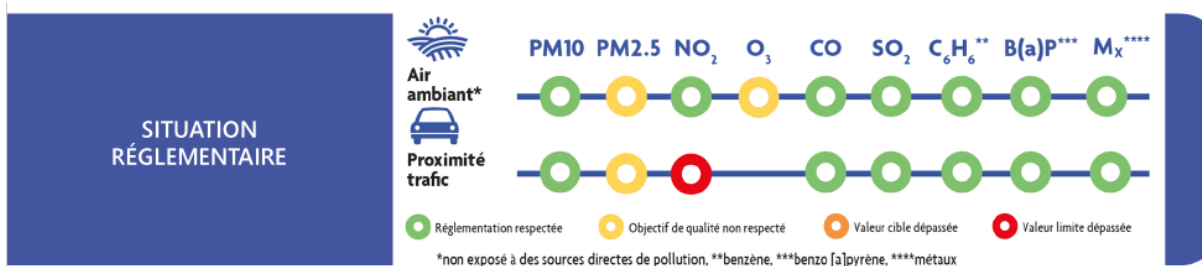 SITUATION
RÉGLEMENTAIRE
PM10 PM2.5 NO₂ O₃ CO SO₂ C₆H₆** B(a)P*** Mₓ****
Air
ambiant*
Proximité
trafic
Réglementation respectée Objectif de qualité non respecté Valeur cible dépassée Valeur limite dépassée
*non exposé à des sources directes de pollution, **benzène, ***benzo [a]pyrène, ****métaux